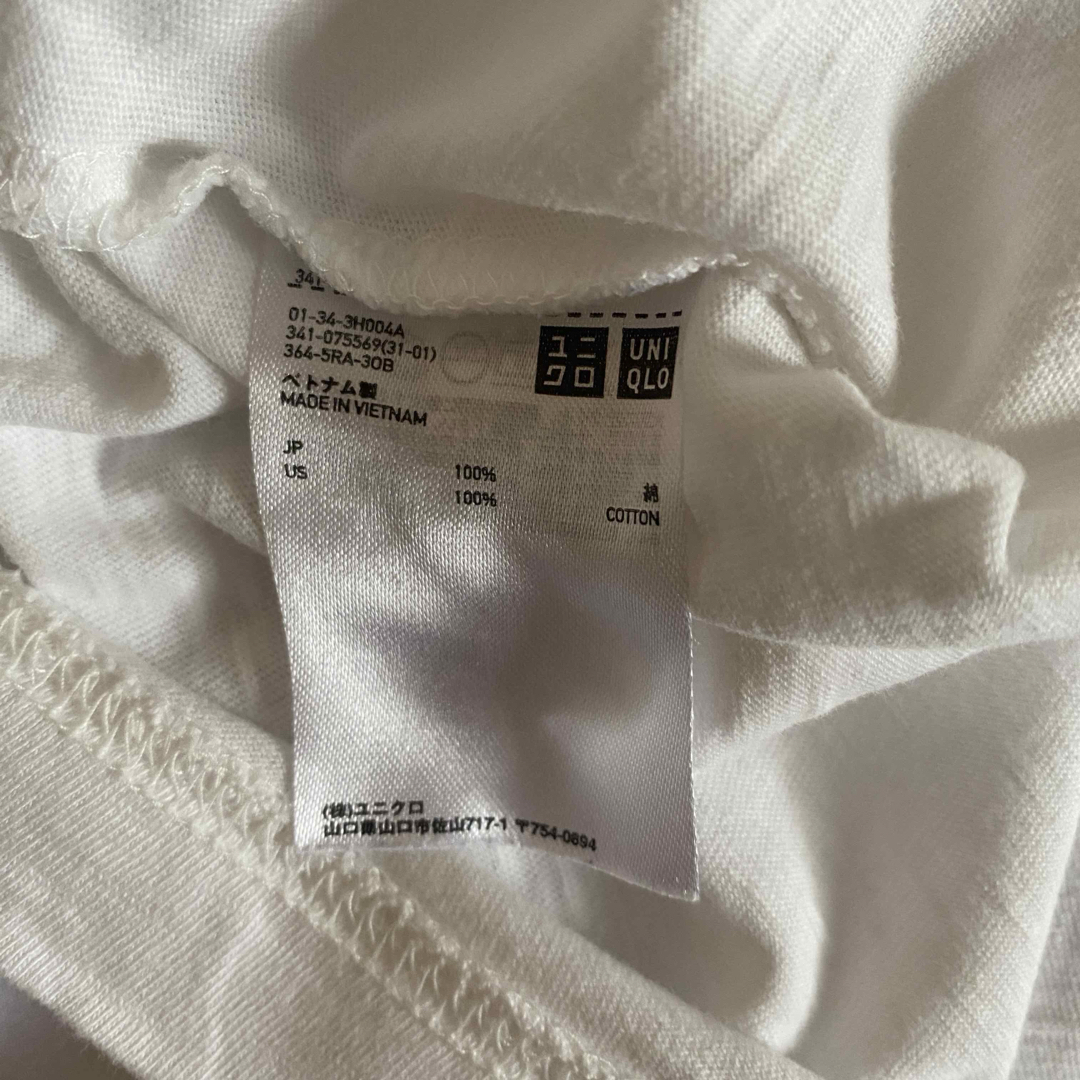 01-34-3H004A
341-075569(31-01)
364-5RA-30B
ユニクロ
UNIQLO
ベトナム製
MADE IN VIETNAM
JP 100% 綿
US 100% COTTON
(株)ユニクロ
山口県山口市佐山717-1 〒754-0894